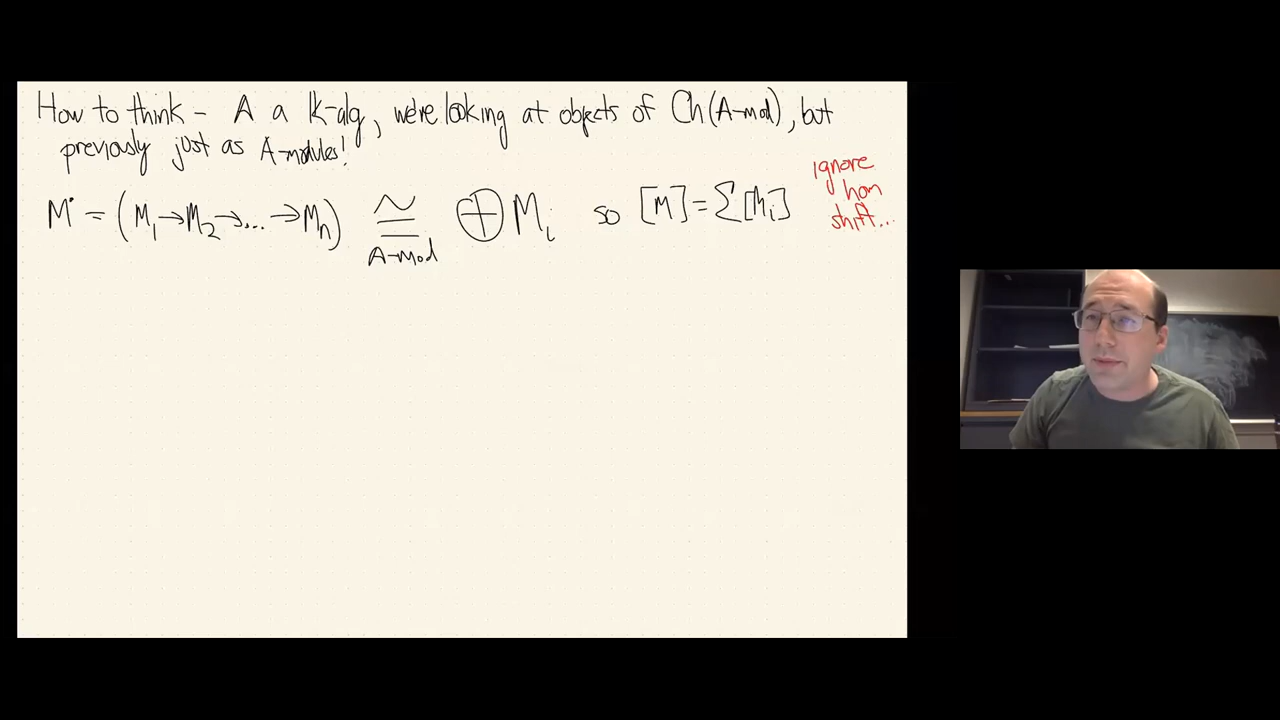 How to think – A a k-alg, we're looking at objects of Ch(A-mod), but
previously just as A-modules!
M• = (M₁→M₂→...→Mₙ) ≅ ⊕Mᵢ so [M]=Σ[Mᵢ]
A-mod
ignore
hom
shift...